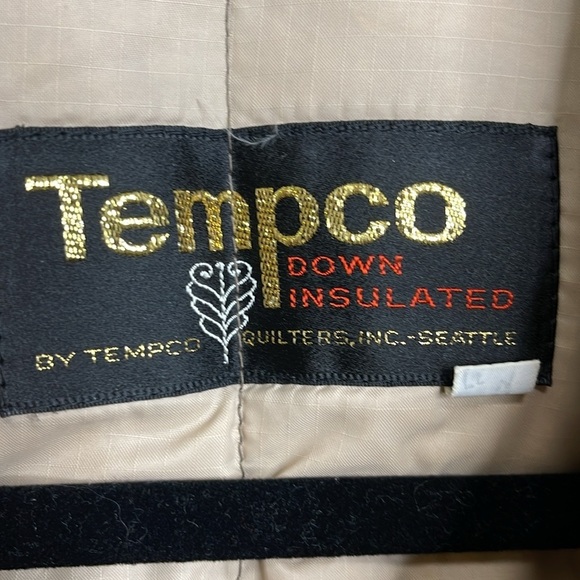 Tempco
DOWN
INSULATED
BY TEMPCO QUILTERS, INC.-SEATTLE